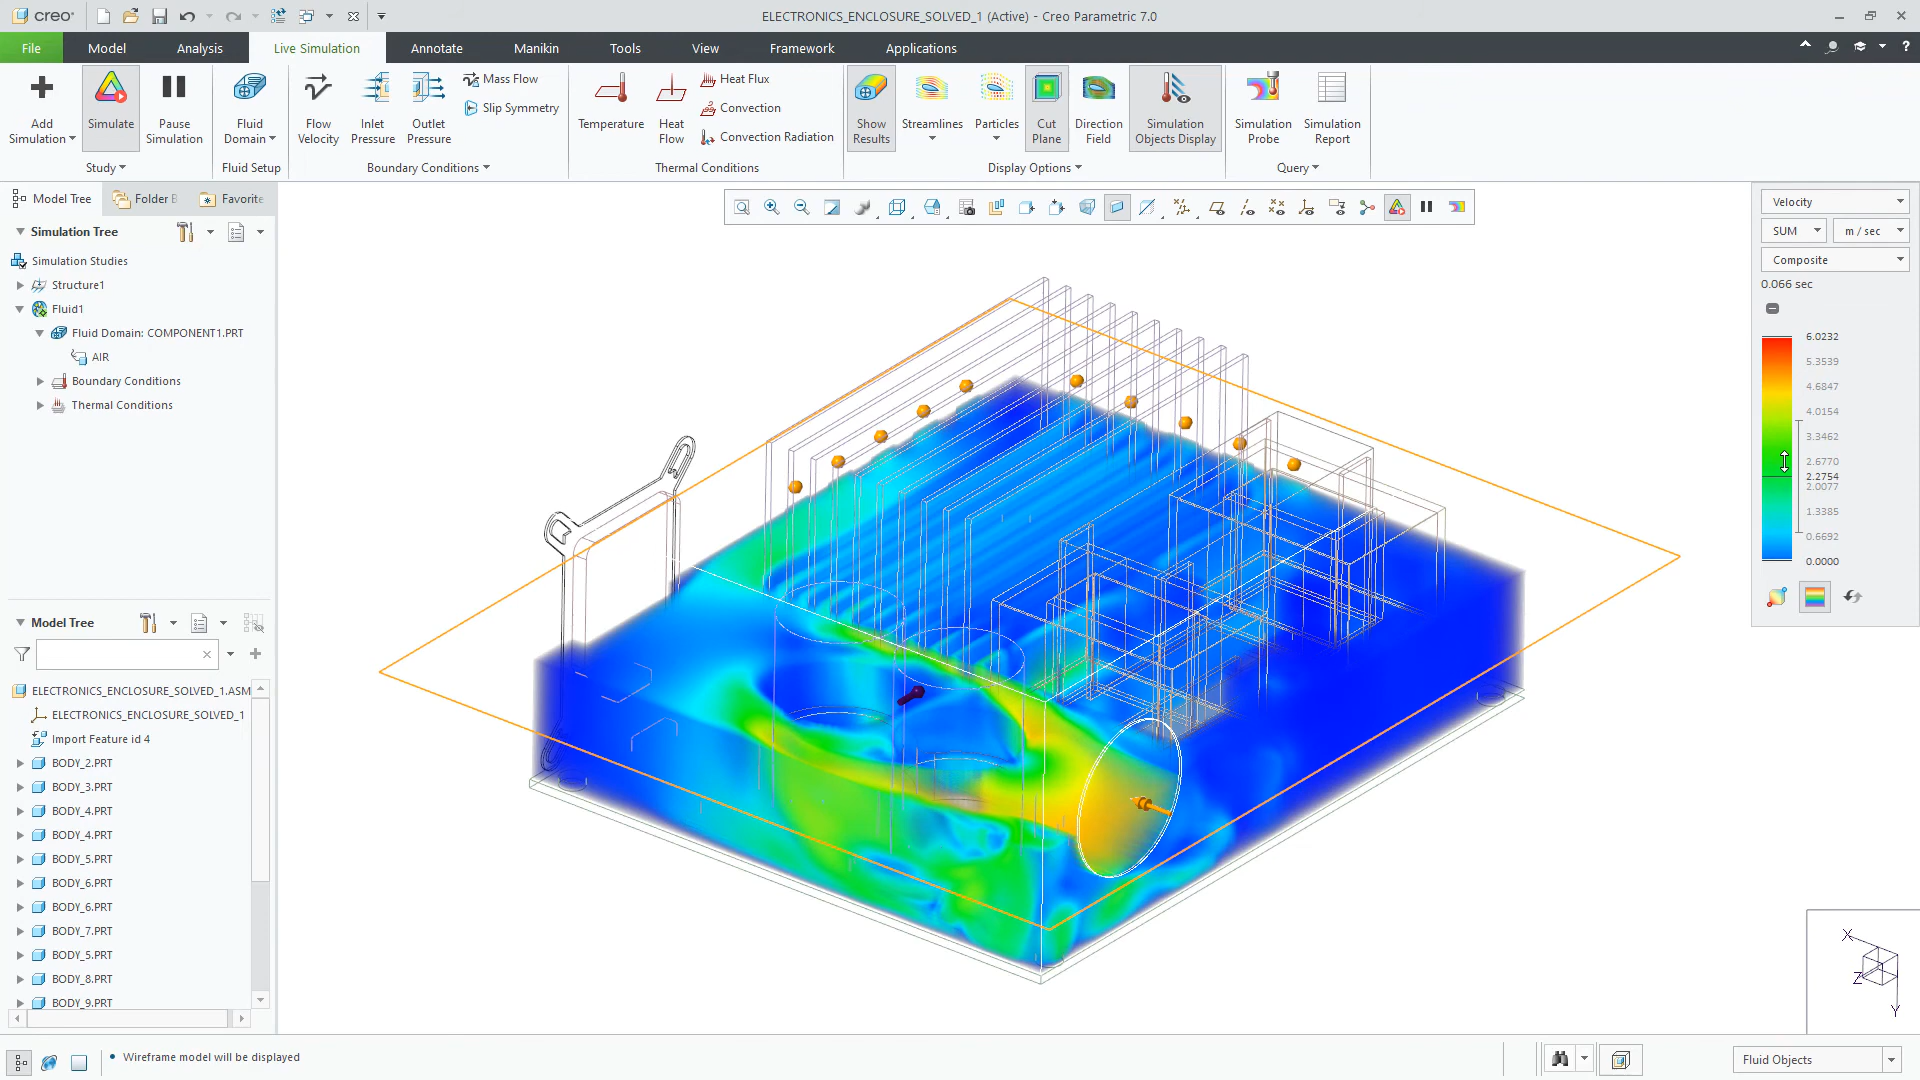 creo°
ELECTRONICS_ENCLOSURE_SOLVED_1 (Active) - Creo Parametric 7.0
File
Model
Analysis
Live Simulation
Annotate
Manikin
Tools
View
Framework
Applications
Add Simulation
Simulate
Pause Simulation
Fluid Domain
Flow Velocity
Inlet Pressure
Outlet Pressure
Mass Flow
Slip Symmetry
Temperature
Heat Flow
Heat Flux
Convection
Convection Radiation
Show Results
Streamlines
Particles
Cut Plane
Direction Field
Simulation Objects Display
Simulation Probe
Simulation Report
Study
Fluid Setup
Boundary Conditions
Thermal Conditions
Display Options
Query
Model Tree
Folder B
Favorite
Simulation Tree
Simulation Studies
Structure1
Fluid1
Fluid Domain: COMPONENT1.PRT
AIR
Boundary Conditions
Thermal Conditions
Model Tree
ELECTRONICS_ENCLOSURE_SOLVED_1.ASM
ELECTRONICS_ENCLOSURE_SOLVED_1
Import Feature id 4
BODY_2.PRT
BODY_3.PRT
BODY_4.PRT
BODY_4.PRT
BODY_5.PRT
BODY_6.PRT
BODY_6.PRT
BODY_7.PRT
BODY_5.PRT
BODY_8.PRT
BODY_9.PRT
Velocity
SUM
m / sec
Composite
0.066 sec
6.0232
5.3539
4.6847
4.0154
3.3462
2.6770
2.2754
2.0077
1.3385
0.6692
0.0000
X
Z
Y
• Wireframe model will be displayed
Fluid Objects